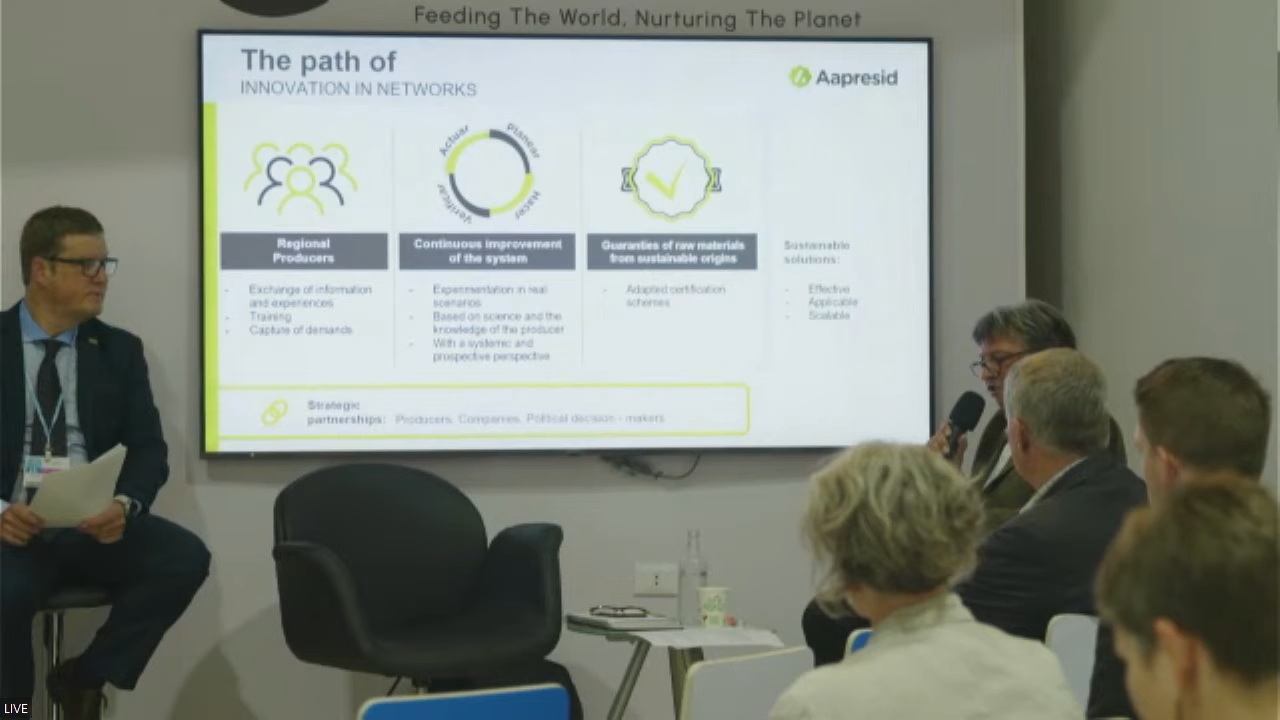 Feeding The World, Nurturing The Planet
The path of
INNOVATION IN NETWORKS
Aapresid
Actuar
Planear
Verificar
Hacer
Regional
Producers
- Exchange of information
and experiences
- Training
- Capture of demands
Continuous improvement
of the system
- Experimentation in real
scenarios
- Based on science and the
knowledge of the producer
- With a systemic and
prospective perspective
Guaranties of raw materials
from sustainable origins
- Adapted certification
schemes
Sustainable
solutions:
- Effective
- Applicable
- Scalable
Strategic
partnerships: Producers, Companies, Political decision - makers
LIVE